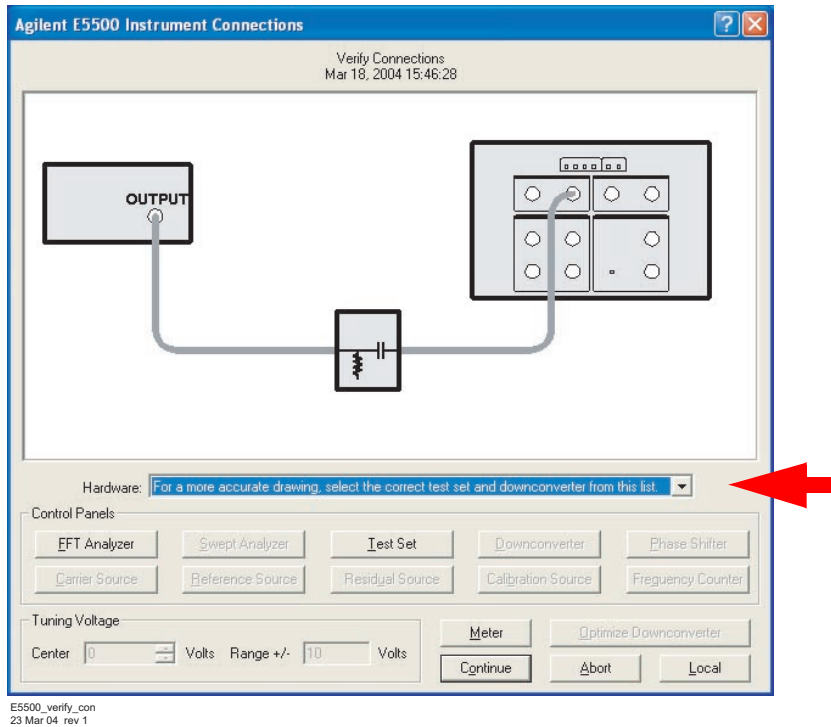 Agilent E5500 Instrument Connections
Verify Connections
Mar 18, 2004 15:46:28
OUTPUT
Hardware: For a more accurate drawing, select the correct test set and downconverter from this list.
Control Panels
FFT Analyzer Swept Analyzer Test Set Downconverter Phase Shifter
Carrier Source Reference Source Residual Source Calibration Source Frequency Counter
Tuning Voltage
Center 0 Volts Range +/- 10 Volts
Meter Optimize Downconverter
Continue Abort Local
E5500_verify_con
23 Mar 04 rev 1